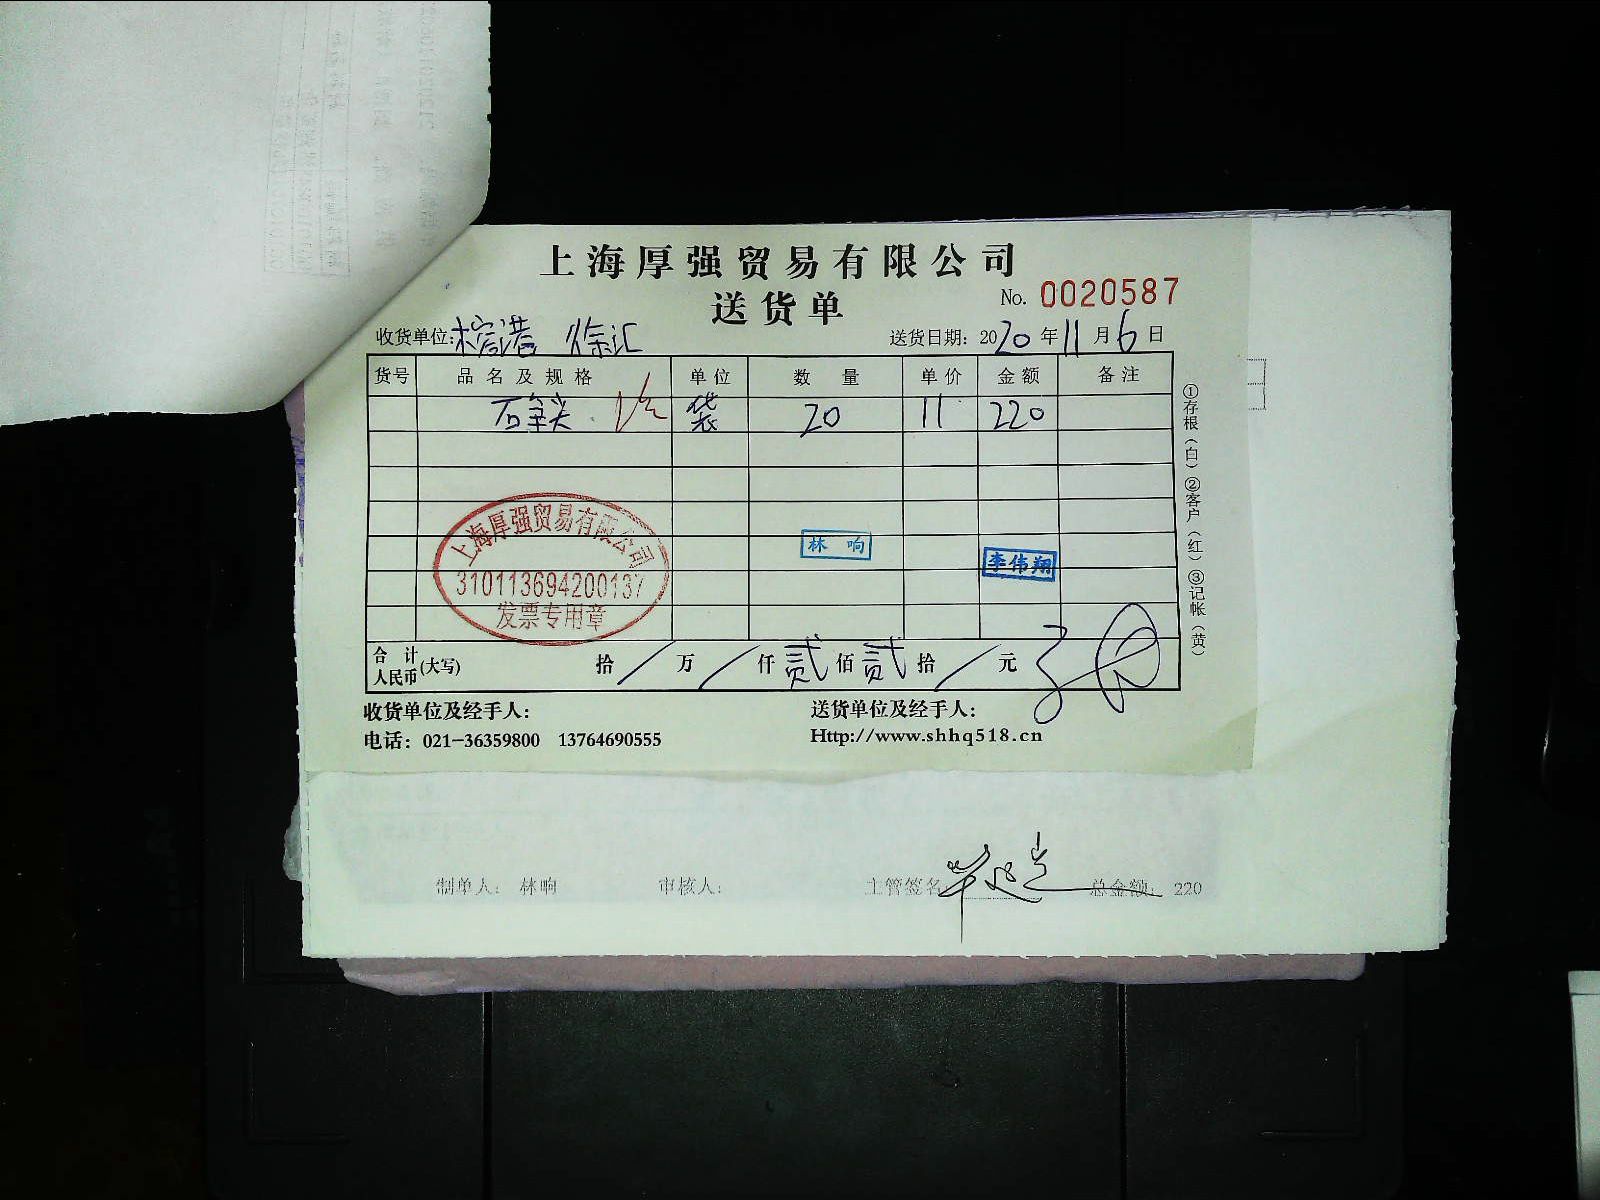 上海厚强贸易有限公司
送货单
No. 0020587
收货单位: 徐汇
送货日期: 2020年11月6日
货号 品名及规格 单位 数量 单价 金额 备注
袋 20 11 220
①存根(白)②客户(红)③记帐(黄)
上海厚强贸易有限公司
310113694200137
发票专用章
林响
李伟翔
合计人民币(大写) 拾/万/仟贰佰贰拾/元
收货单位及经手人:
送货单位及经手人:
电话: 021-36359800 13764690555
Http://www.shhq518.cn
制单人: 林响 审核人: 主管签名: 总金额: 220